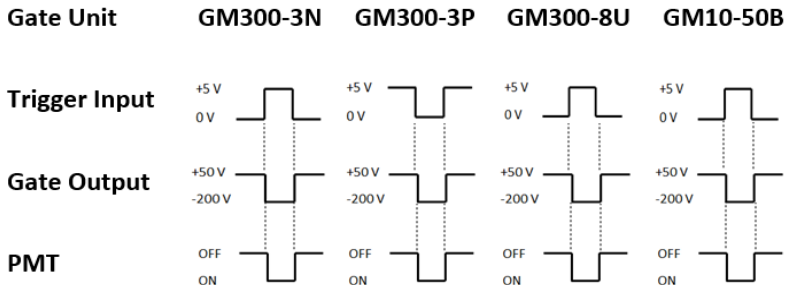 Gate Unit GM300-3N GM300-3P GM300-8U GM10-50B
Trigger Input +5 V +5 V +5 V +5 V
0 V 0 V 0 V 0 V
Gate Output +50 V +50 V +50 V +50 V
-200 V -200 V -200 V -200 V
PMT OFF OFF OFF OFF
ON ON ON ON